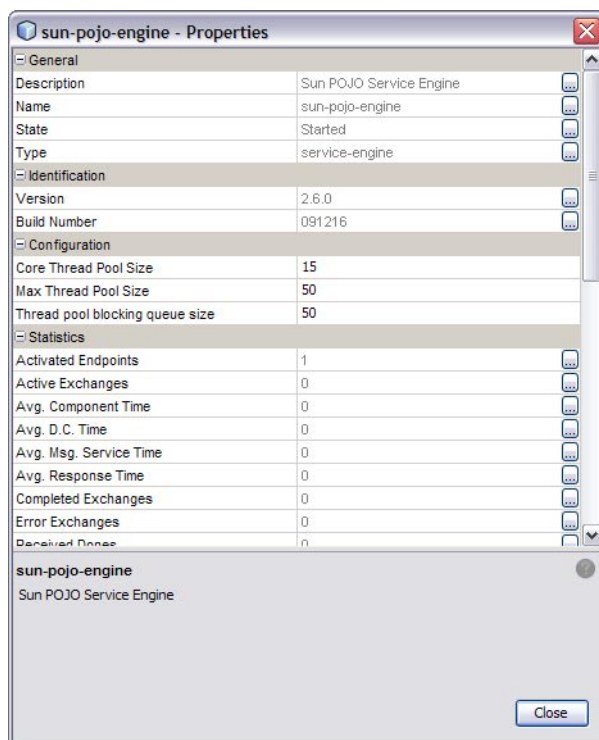 sun-pojo-engine - Properties
General
Description Sun POJO Service Engine ...
Name sun-pojo-engine ...
State Started ...
Type service-engine ...
Identification
Version 2.6.0 ...
Build Number 091216 ...
Configuration
Core Thread Pool Size 15
Max Thread Pool Size 50
Thread pool blocking queue size 50
Statistics
Activated Endpoints 1 ...
Active Exchanges 0 ...
Avg. Component Time 0 ...
Avg. D.C. Time 0 ...
Avg. Msg. Service Time 0 ...
Avg. Response Time 0 ...
Completed Exchanges 0 ...
Error Exchanges 0 ...
Received Dones 0
sun-pojo-engine ?
Sun POJO Service Engine
Close